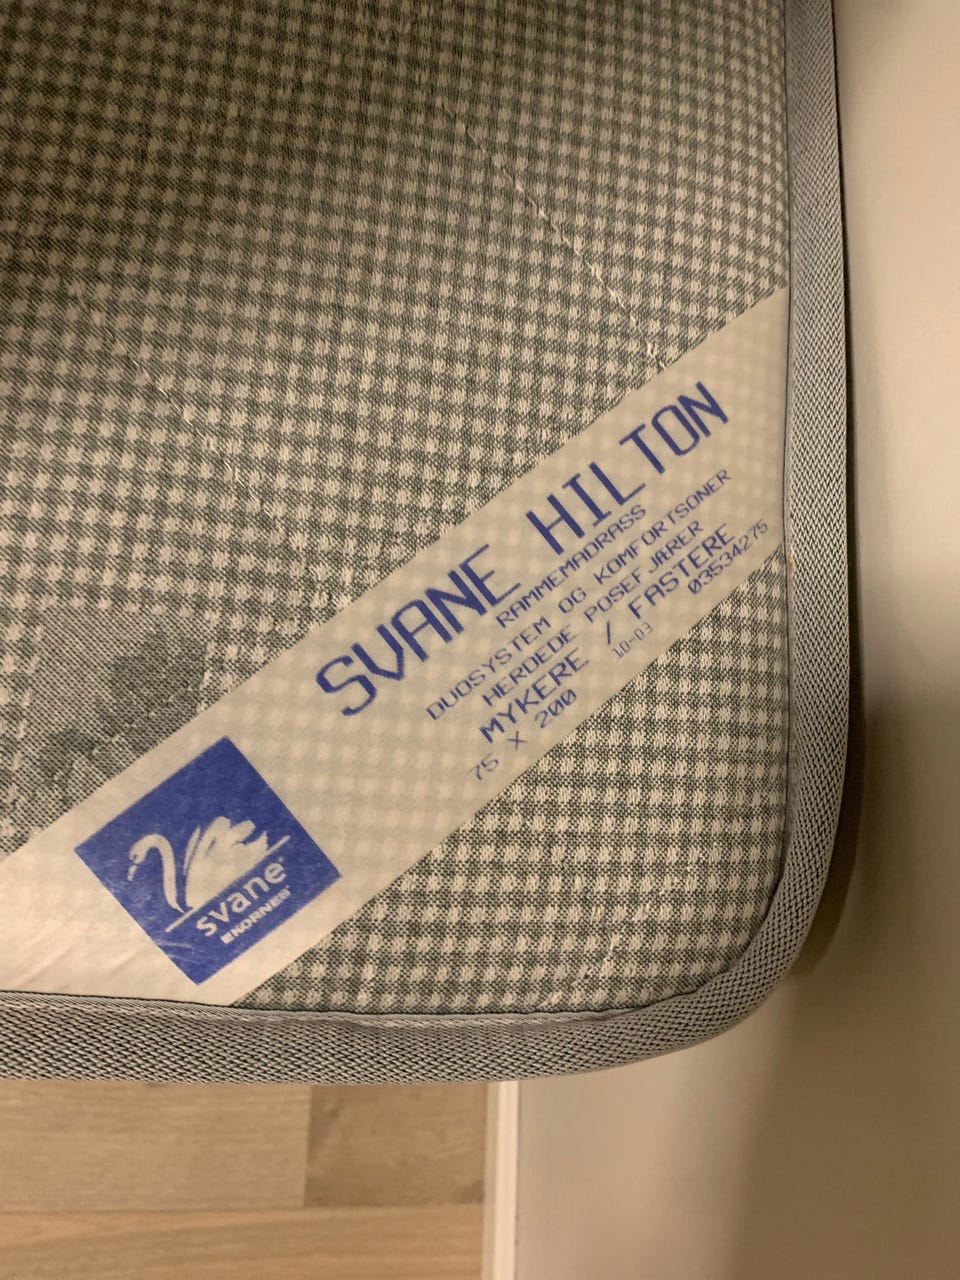 SVANE HILTON
RAMMEMADRASS
DUOSYSTEM OG KOMFORTSONER
HERDEDE POSEFJÆRER
MYKERE / FASTERE
75 X 200
10-03
03534275
svane®
EKORNES®